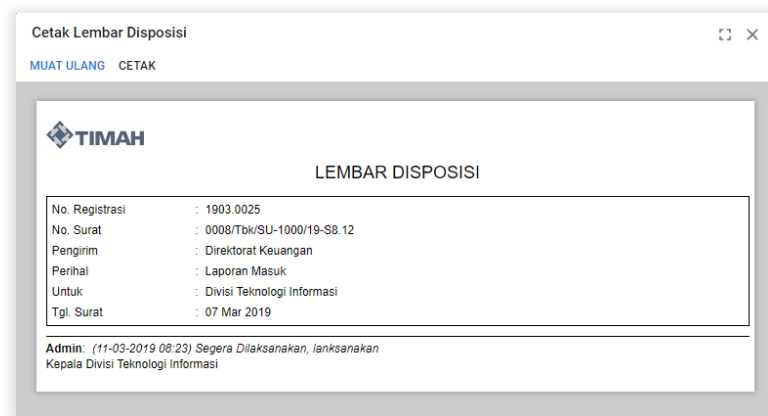 Cetak Lembar Disposisi
MUAT ULANG CETAK
TIMAH
LEMBAR DISPOSISI
No. Registrasi : 1903.0025
No. Surat : 0008/Tbk/SU-1000/19-S8.12
Pengirim : Direktorat Keuangan
Perihal : Laporan Masuk
Untuk : Divisi Teknologi Informasi
Tgl. Surat : 07 Mar 2019
Admin: (11-03-2019 08:23) Segera Dilaksanakan, lanksanakan
Kepala Divisi Teknologi Informasi